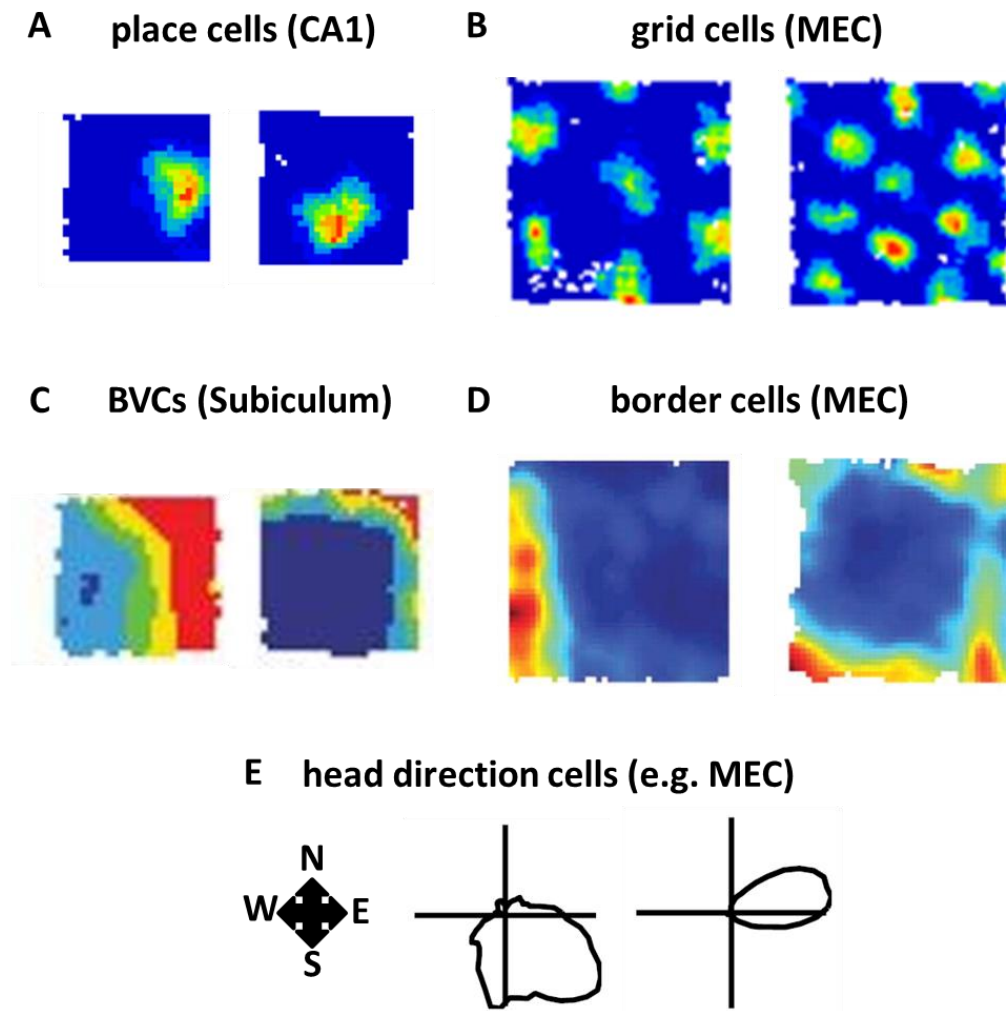 A place cells (CA1)
B grid cells (MEC)
C BVCs (Subiculum)
D border cells (MEC)
E head direction cells (e.g. MEC)
N
W E
S